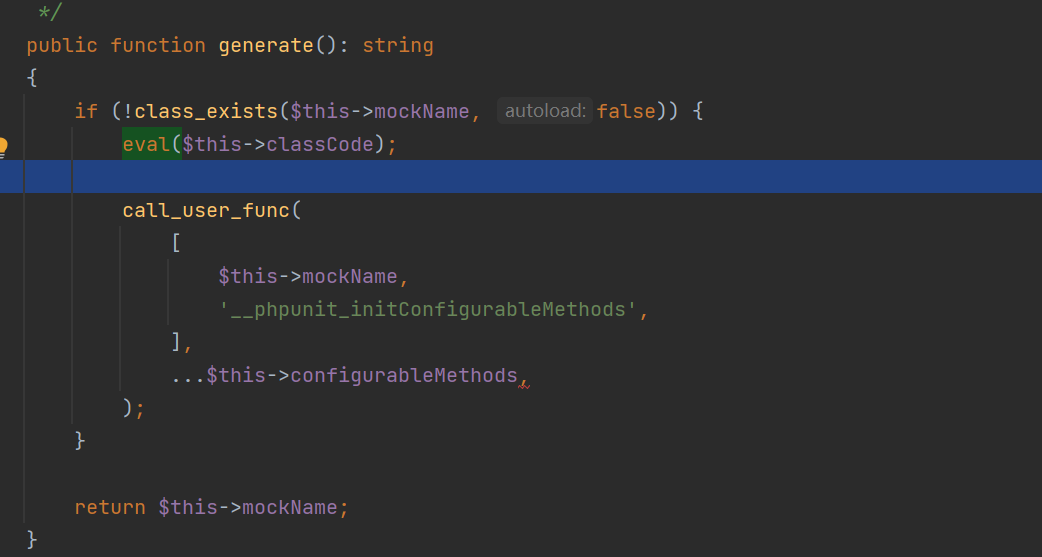 */
public function generate(): string
{
if (!class_exists($this->mockName, autoload: false)) {
eval($this->classCode);
call_user_func(
[
$this->mockName,
'__phpunit_initConfigurableMethods',
],
...$this->configurableMethods,
);
}
return $this->mockName;
}